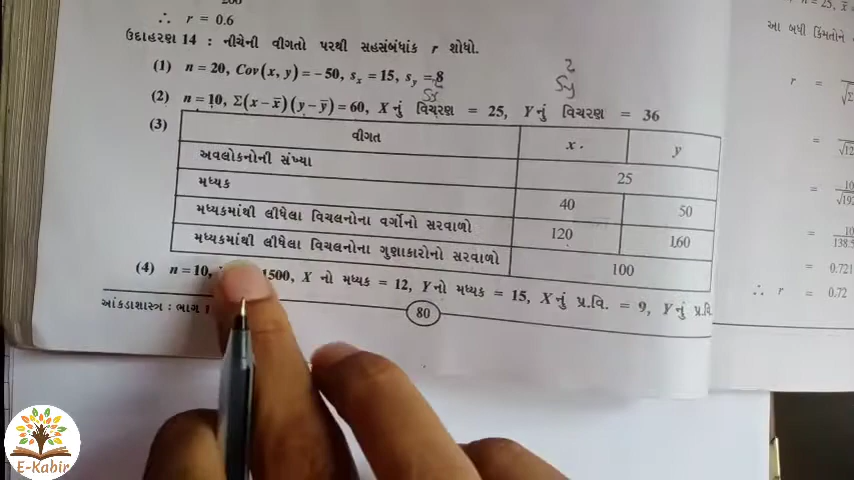 ∴ r = 0.6
ઉદાહરણ 14 : નીચેની વીગતો પરથી સહસંબંધાંક r શોધો.
(1) n = 20, Cov(x, y) = −50, sₓ = 15, s_y = 8
(2) n = 10, Σ(x−x̄)(y−ȳ) = 60, X નું વિચરણ = 25, Y નું વિચરણ = 36
(3)
વીગત x y
અવલોકનોની સંખ્યા 25
મધ્યક 40 50
મધ્યકમાંથી લીધેલા વિચલનોના વર્ગોનો સરવાળો 120 160
મધ્યકમાંથી લીધેલા વિચલનોના ગુણાકારોનો સરવાળો 100
(4) n = 10, 1500, X નો મધ્યક = 12, Y નો મધ્યક = 15, X નું પ્ર.વિ. = 9, Y નું પ્ર.વિ.
આંકડાશાસ્ત્ર : ભાગ 1
80
આ બધી કિંમતોને
r =
= 0.721
∴ r = 0.72
E-Kabir